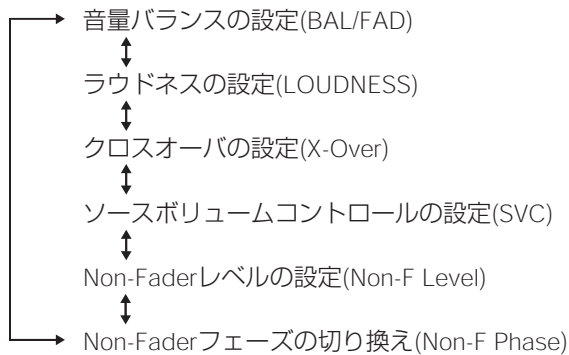 音量バランスの設定(BAL/FAD)
ラウドネスの設定(LOUDNESS)
クロスオーバの設定(X-Over)
ソースボリュームコントロールの設定(SVC)
Non-Faderレベルの設定(Non-F Level)
Non-Faderフェーズの切り換え(Non-F Phase)